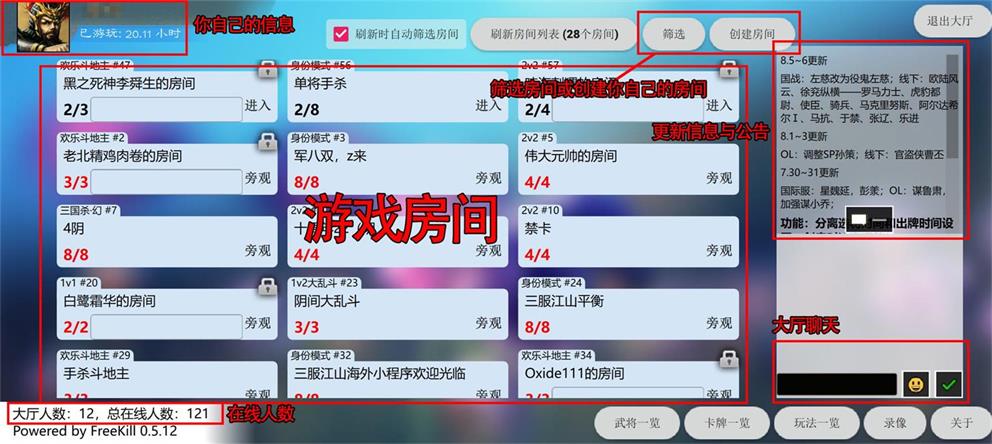 你自己的信息
已游玩: 20.11 小时
刷新时自动筛选房间
刷新房间列表 (28个房间)
筛选
创建房间
退出大厅
欢乐斗地主 #47
黑之死神李舜生的房间
2/3
进入
身份模式 #56
单将手杀
2/8
进入
2v2 #57
2/4
进入
筛选房间或创建你自己的房间
8.5~6更新
国战：左慈改为役鬼左慈；线下：欧陆风
云、徐克纵横——罗马力士、虎豹都
尉、使臣、骑兵、马克里努斯、阿尔达希
尔Ⅰ、马抗、于禁、张辽、乐进
8.1~3更新
OL：调整SP孙策；线下：官盗侠曹丕
7.30~31更新
国际服：星魏延，彭羕；OL：谋鲁肃，
加强谋小乔；
更新信息与公告
欢乐斗地主 #2
老北精鸡肉卷的房间
3/3
旁观
身份模式 #3
军八双，z来
8/8
旁观
2v2 #5
伟大元帅的房间
4/4
旁观
三国杀·幻 #7
4阴
8/8
旁观
游戏房间
4/4
旁观
2v2 #10
禁卡
4/4
旁观
1v1 #20
白鹭霜华的房间
2/2
旁观
1v2大乱斗 #23
阴间大乱斗
3/3
旁观
身份模式 #24
三服江山平衡
8/8
旁观
大厅聊天
欢乐斗地主 #29
手杀斗地主
身份模式 #32
三服江山海外小程序欢迎光临
欢乐斗地主 #34
Oxide111的房间
大厅人数：12，总在线人数：121
在线人数
Powered by FreeKill 0.5.12
武将一览
卡牌一览
玩法一览
录像
关于